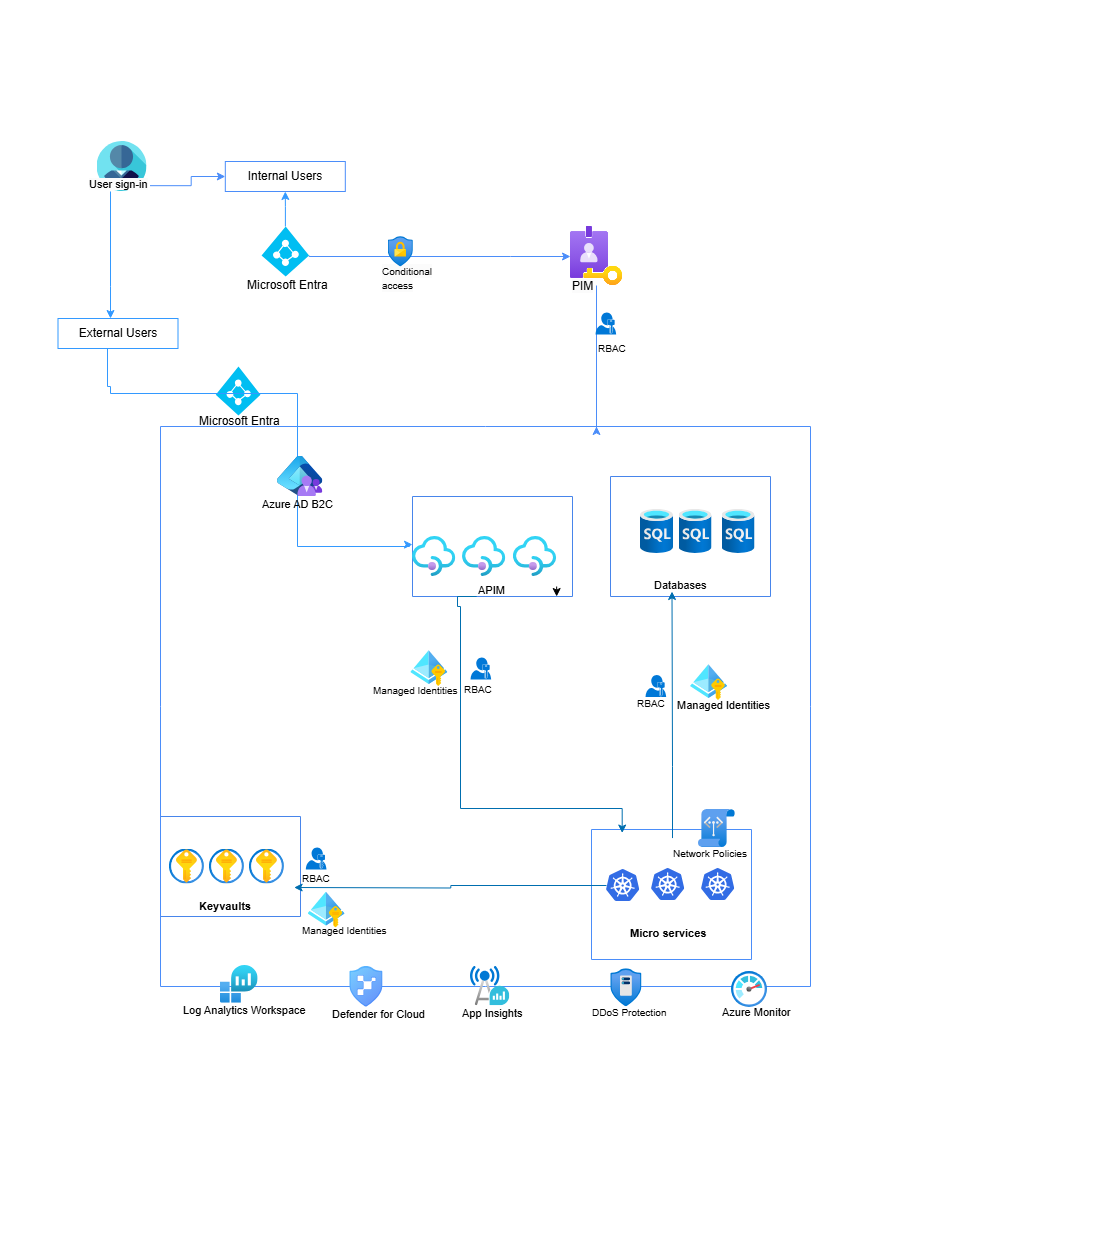 User sign-in
Internal Users
Microsoft Entra
Conditional
access
PIM
RBAC
External Users
Microsoft Entra
Azure AD B2C
APIM
SQL
SQL
SQL
Databases
Managed Identities
RBAC
RBAC
Managed Identities
Network Policies
RBAC
Keyvaults
Managed Identities
Micro services
Log Analytics Workspace
Defender for Cloud
App Insights
DDoS Protection
Azure Monitor